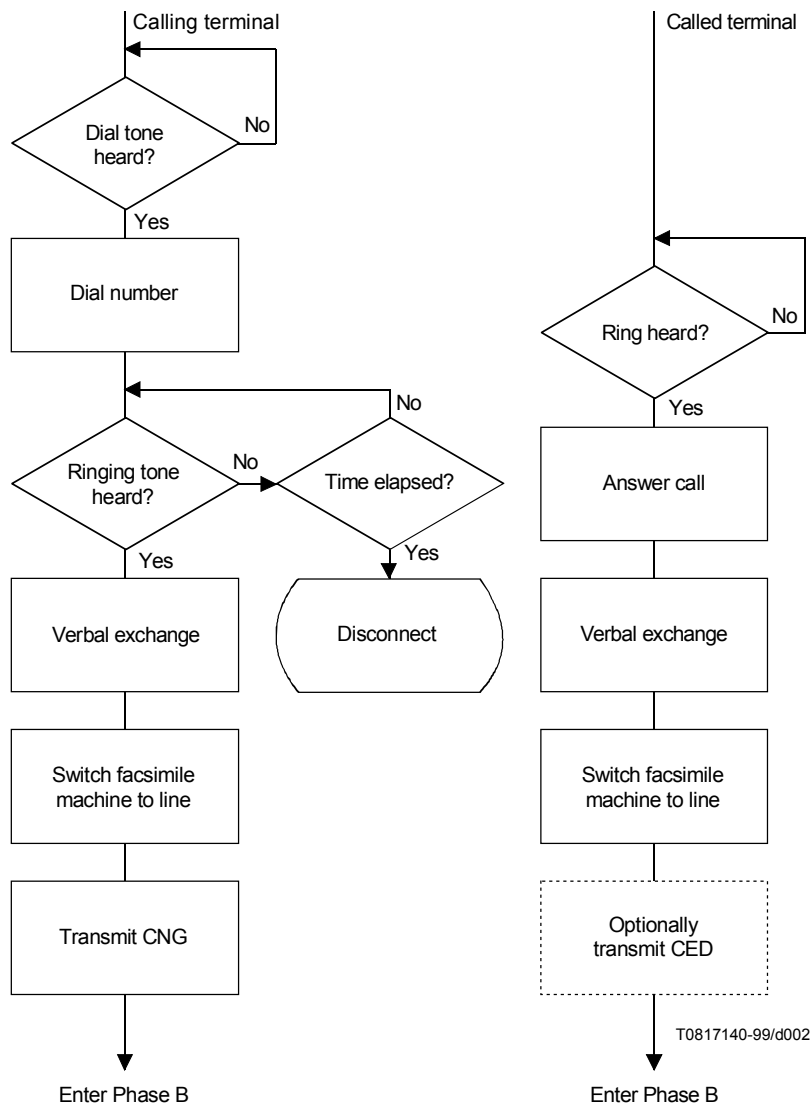 Calling terminal
Dial tone
heard?
No
Yes
Dial number
Ringing tone
heard?
No
Time elapsed?
No
Yes
Yes
Verbal exchange
Disconnect
Switch facsimile
machine to line
Transmit CNG
Enter Phase B
Called terminal
Ring heard?
No
Yes
Answer call
Verbal exchange
Switch facsimile
machine to line
Optionally
transmit CED
T0817140-99/d002
Enter Phase B